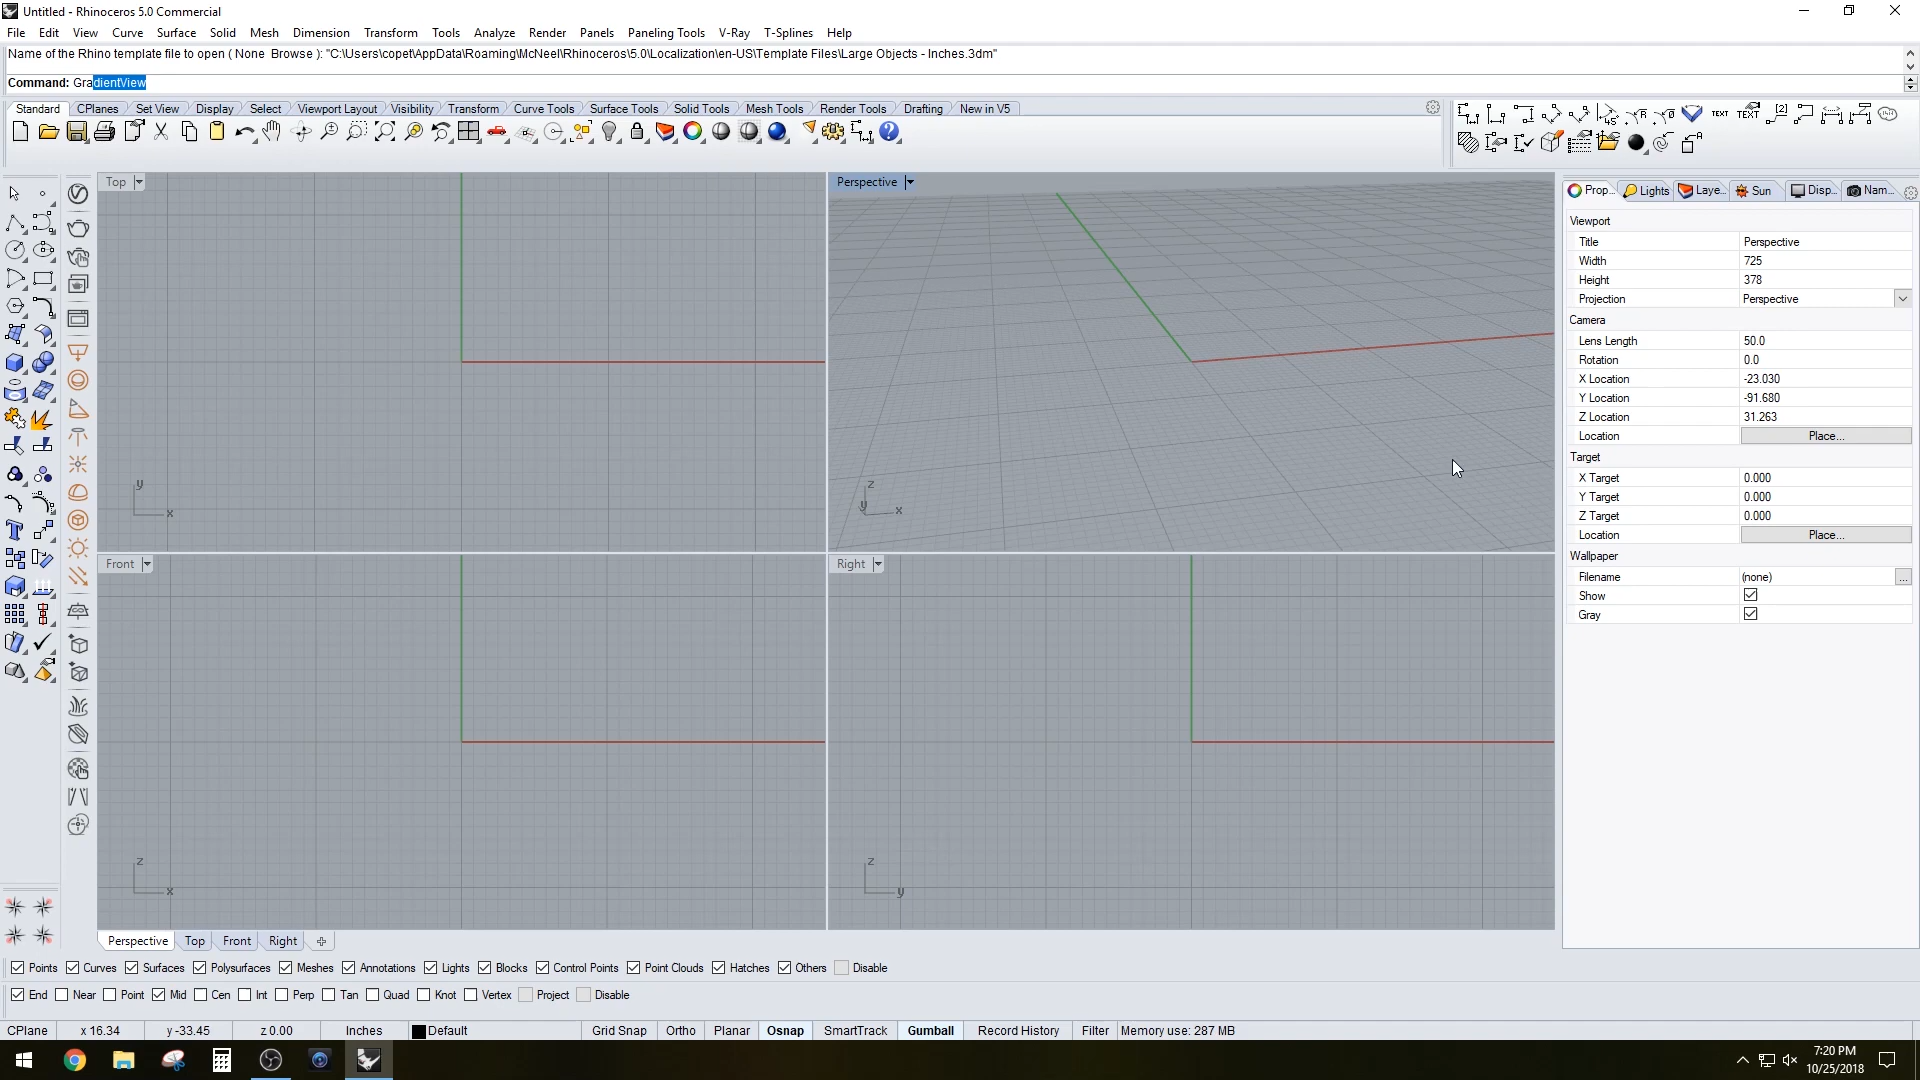 Untitled - Rhinoceros 5.0 Commercial
File Edit View Curve Surface Solid Mesh Dimension Transform Tools Analyze Render Panels Paneling Tools V-Ray T-Splines Help
Name of the Rhino template file to open ( None Browse ): "C:\Users\copet\AppData\Roaming\McNeel\Rhinoceros\5.0\Localization\en-US\Template Files\Large Objects - Inches.3dm"
Command: GradientView
Standard CPlanes Set View Display Select Viewport Layout Visibility Transform Curve Tools Surface Tools Solid Tools Mesh Tools Render Tools Drafting New in V5
TEXT TEXT
Top Perspective
Prop... Lights Laye... Sun Disp... Nam...
Viewport
Title Perspective
Width 725
Height 378
Projection Perspective
Camera
Lens Length 50.0
Rotation 0.0
X Location -23.030
Y Location -91.680
Z Location 31.263
Location Place...
Target
X Target 0.000
Y Target 0.000
Z Target 0.000
Location Place...
Wallpaper
Filename (none) ...
Show
Gray
y x
z y x
Front Right
z x
z y
Perspective Top Front Right
Points Curves Surfaces Polysurfaces Meshes Annotations Lights Blocks Control Points Point Clouds Hatches Others Disable
End Near Point Mid Cen Int Perp Tan Quad Knot Vertex Project Disable
CPlane x 16.34 y -33.45 z 0.00 Inches Default Grid Snap Ortho Planar Osnap SmartTrack Gumball Record History Filter Memory use: 287 MB
7:20 PM
10/25/2018